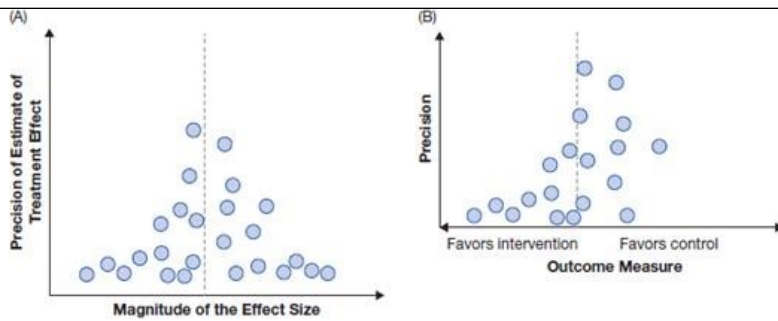 (A)
Precision of Estimate of
Treatment Effect
Magnitude of the Effect Size
(B)
Precision
Favors intervention Favors control
Outcome Measure